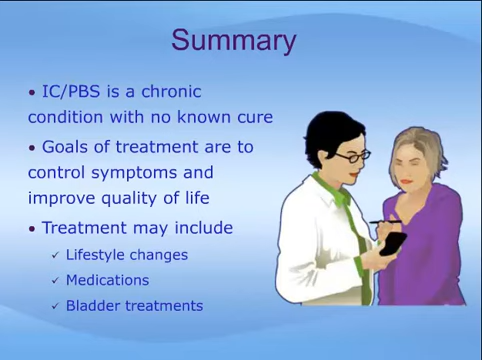 Summary
• IC/PBS is a chronic
condition with no known cure
• Goals of treatment are to
control symptoms and
improve quality of life
• Treatment may include
✓ Lifestyle changes
✓ Medications
✓ Bladder treatments